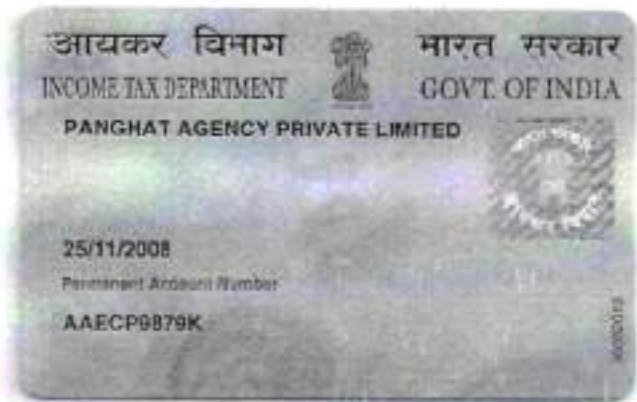 आयकर विभाग
INCOME TAX DEPARTMENT
भारत सरकार
GOVT. OF INDIA
PANGHAT AGENCY PRIVATE LIMITED
25/11/2008
Permanent Account Number
AAECP9879K